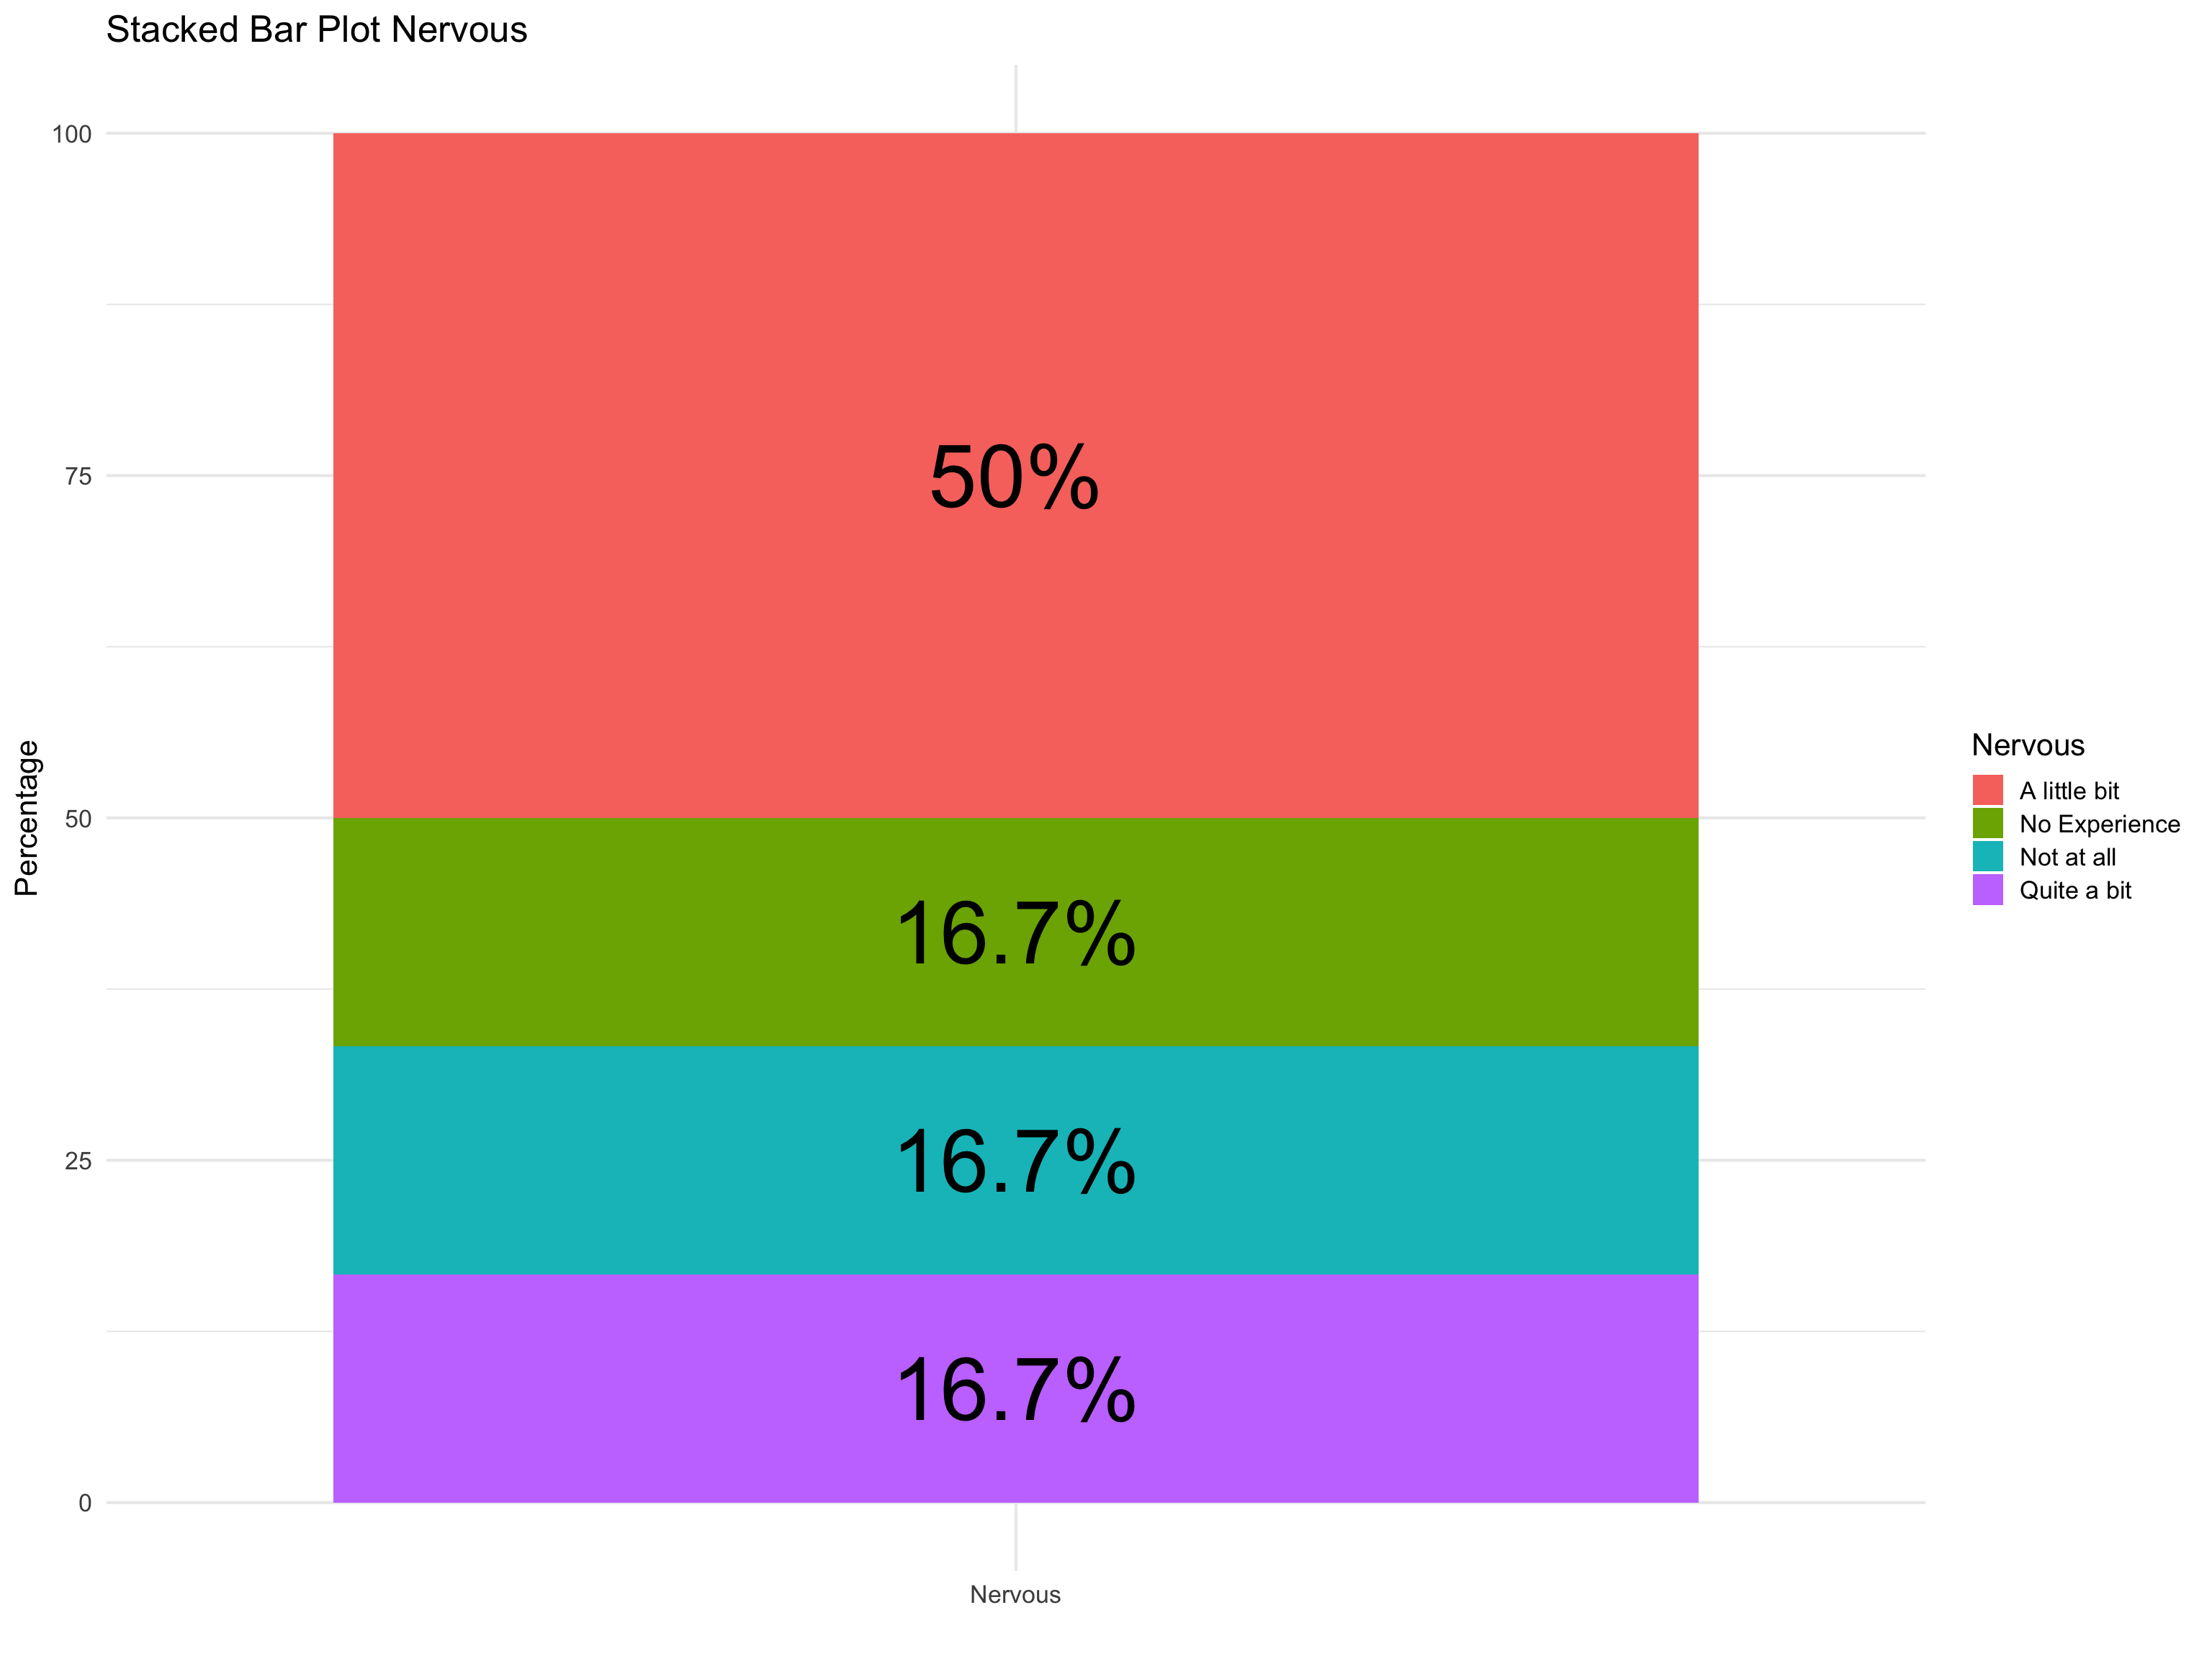 Stacked Bar Plot Nervous
Percentage
100
75
50
25
0
50%
16.7%
16.7%
16.7%
Nervous
Nervous
A little bit
No Experience
Not at all
Quite a bit